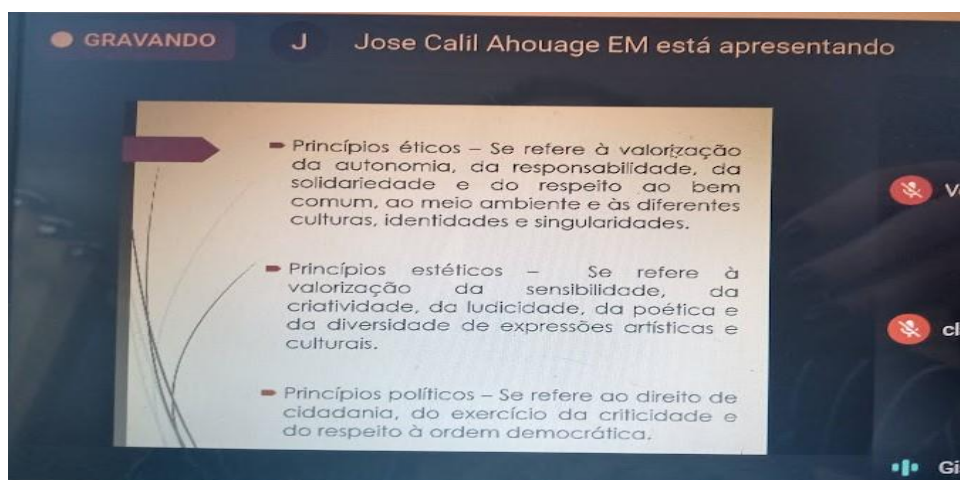 GRAVANDO
J
Jose Calil Ahouage EM está apresentando
Princípios éticos – Se refere à valorização
da autonomia, da responsabilidade, da
solidariedade e do respeito ao bem
comum, ao meio ambiente e às diferentes
culturas, identidades e singularidades.
Princípios estéticos – Se refere à
valorização da sensibilidade, da
criatividade, da ludicidade, da poética e
da diversidade de expressões artísticas e
culturais.
Princípios políticos – Se refere ao direito de
cidadania, do exercício da criticidade e
do respeito à ordem democrática.